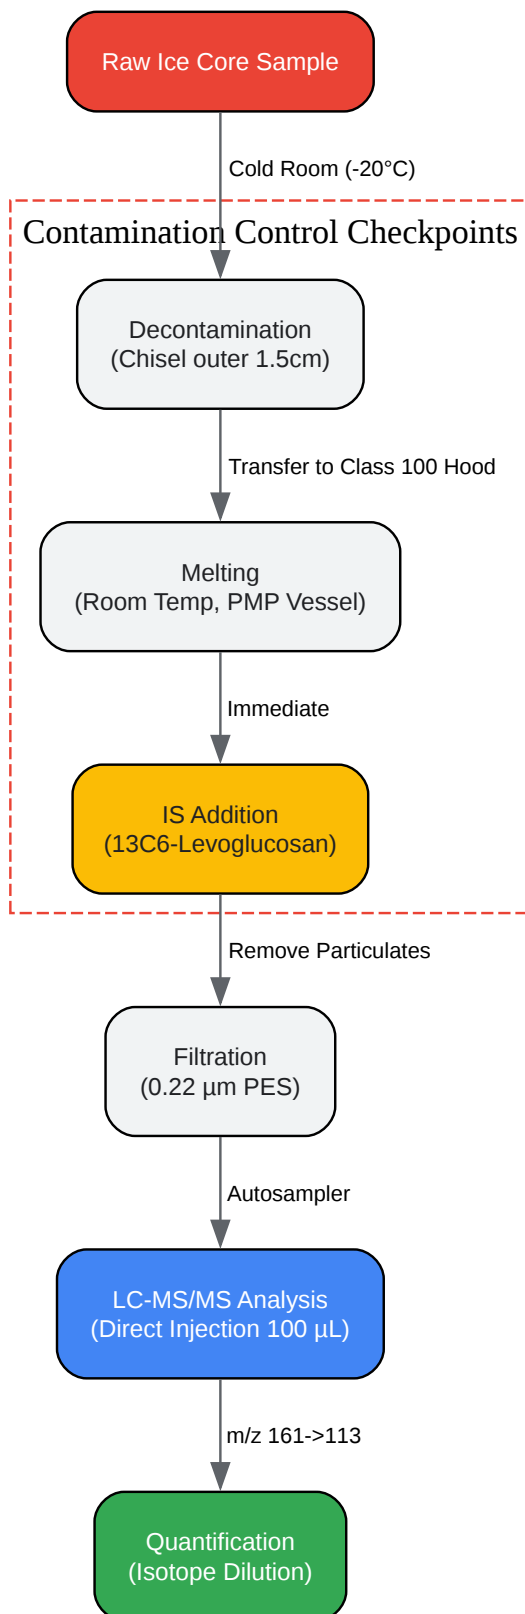 Raw Ice Core Sample
Cold Room (-20°C)
Contamination Control Checkpoints
Decontamination
(Chisel outer 1.5cm)
Transfer to Class 100 Hood
Melting
(Room Temp, PMP Vessel)
Immediate
IS Addition
(13C6-Levoglucosan)
Remove Particulates
Filtration
(0.22 µm PES)
Autosampler
LC-MS/MS Analysis
(Direct Injection 100 µL)
m/z 161->113
Quantification
(Isotope Dilution)